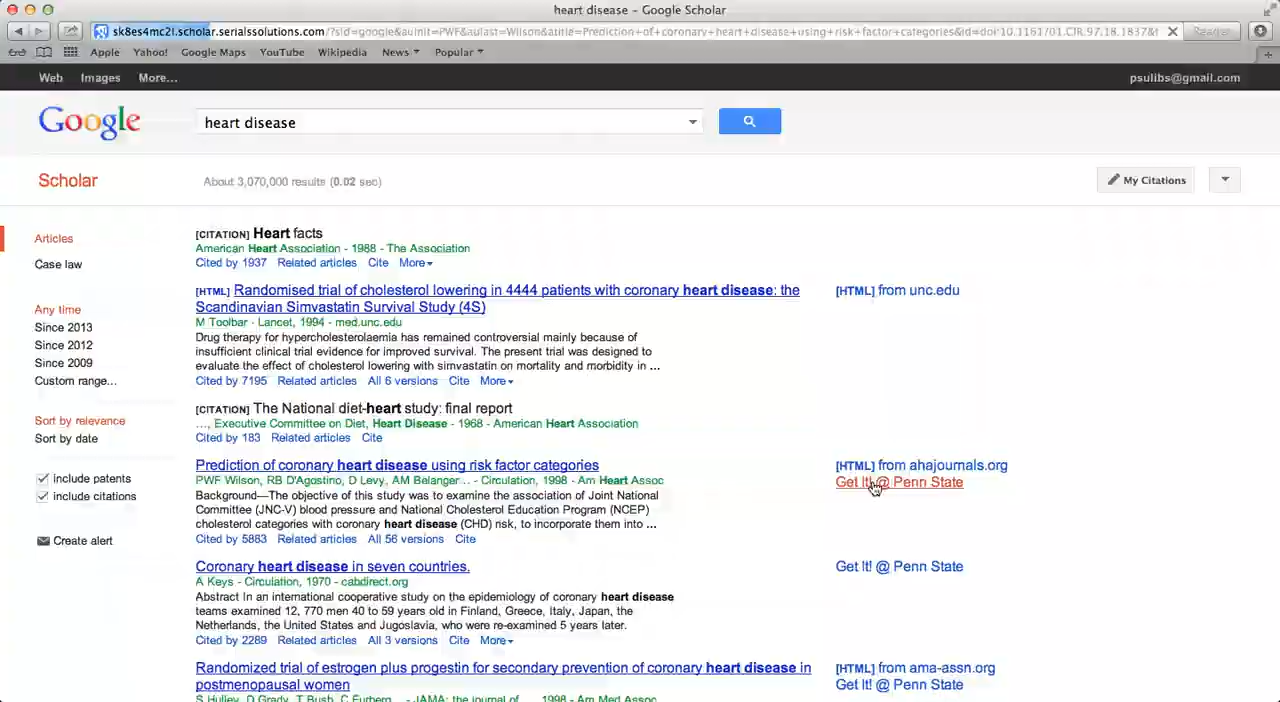 heart disease - Google Scholar
sk8es4mc2l.scholar.serialssolutions.com/?sid=google&auinit=PWF&aulast=Wilson&atitle=Prediction+of+coronary+heart+disease+using+risk+factor+categories&id=doi:10.1161/01.CIR.97.18.1837&
Reader
Apple Yahoo! Google Maps YouTube Wikipedia News Popular
Web Images More... psulibs@gmail.com
Google heart disease
Scholar About 3,070,000 results (0.02 sec) My Citations
Articles
Case law
Any time
Since 2013
Since 2012
Since 2009
Custom range...
Sort by relevance
Sort by date
include patents
include citations
Create alert
[CITATION] Heart facts
American Heart Association - 1988 - The Association
Cited by 1937 Related articles Cite More
[HTML] Randomised trial of cholesterol lowering in 4444 patients with coronary heart disease: the
Scandinavian Simvastatin Survival Study (4S)
M Toolbar - Lancet, 1994 - med.unc.edu
Drug therapy for hypercholesterolaemia has remained controversial mainly because of
insufficient clinical trial evidence for improved survival. The present trial was designed to
evaluate the effect of cholesterol lowering with simvastatin on mortality and morbidity in ...
Cited by 7195 Related articles All 6 versions Cite More
[HTML] from unc.edu
[CITATION] The National diet-heart study: final report
..., Executive Committee on Diet, Heart Disease - 1968 - American Heart Association
Cited by 183 Related articles Cite
Prediction of coronary heart disease using risk factor categories
PWF Wilson, RB D'Agostino, D Levy, AM Belanger... - Circulation, 1998 - Am Heart Assoc
Background—The objective of this study was to examine the association of Joint National
Committee (JNC-V) blood pressure and National Cholesterol Education Program (NCEP)
cholesterol categories with coronary heart disease (CHD) risk, to incorporate them into ...
Cited by 5883 Related articles All 56 versions Cite
[HTML] from ahajournals.org
Get It! @ Penn State
Coronary heart disease in seven countries.
A Keys - Circulation, 1970 - cabdirect.org
Abstract In an international cooperative study on the epidemiology of coronary heart disease
teams examined 12, 770 men 40 to 59 years old in Finland, Greece, Italy, Japan, the
Netherlands, the United States and Jugoslavia, who were re-examined 5 years later.
Cited by 2289 Related articles All 3 versions Cite More
Get It! @ Penn State
Randomized trial of estrogen plus progestin for secondary prevention of coronary heart disease in
postmenopausal women
S Hulley, D Grady, T Bush, C Furberg... - JAMA: the journal of ..., 1998 - Am Med Assoc
[HTML] from ama-assn.org
Get It! @ Penn State